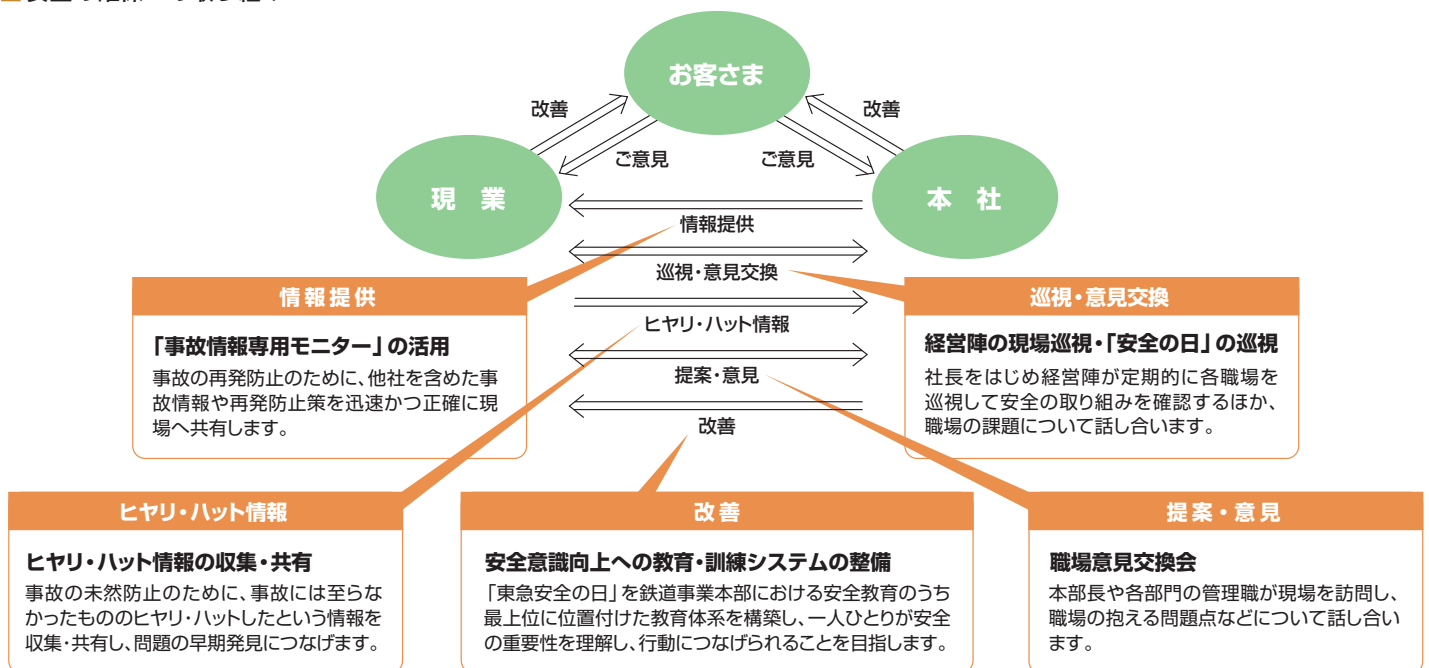 お客さま
改善
改善
ご意見
ご意見
現 業
本 社
情報提供
巡視・意見交換
ヒヤリ・ハット情報
提案・意見
改善
情報提供
「事故情報専用モニター」の活用
事故の再発防止のために、他社を含めた事
故情報や再発防止策を迅速かつ正確に現
場へ共有します。
巡視・意見交換
経営陣の現場巡視・「安全の日」の巡視
社長をはじめ経営陣が定期的に各職場を
巡視して安全の取り組みを確認するほか、
職場の課題について話し合います。
ヒヤリ・ハット情報
ヒヤリ・ハット情報の収集・共有
事故の未然防止のために、事故には至らな
かったもののヒヤリ・ハットしたという情報を
収集・共有し、問題の早期発見につなげます。
改善
安全意識向上への教育・訓練システムの整備
「東急安全の日」を鉄道事業本部における安全教育のうち
最上位に位置付けた教育体系を構築し、一人ひとりが安全
の重要性を理解し、行動につなげられることを目指します。
提案・意見
職場意見交換会
本部長や各部門の管理職が現場を訪問し、
職場の抱える問題点などについて話し合い
ます。